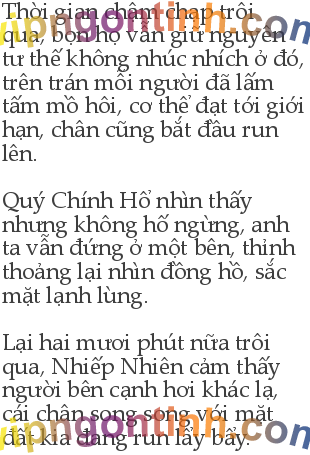 Thời gian chậm chạp trôi
qua, bọn họ vẫn giữ nguyên
tư thế không nhúc nhích ở đó,
trên trán mỗi người đã lấm
tấm mồ hôi, cơ thể đạt tới giới
hạn, chân cũng bắt đầu run
lên.
Quý Chính Hổ nhìn thấy
nhưng không hố ngừng, anh
ta vẫn đứng ở một bên, thỉnh
thoảng lại nhìn đồng hồ, sắc
mặt lạnh lùng.
Lại hai mươi phút nữa trôi
qua, Nhiếp Nhiên cảm thấy
người bên cạnh hơi khác lạ,
cái chân song song với mặt
đất kia đang run lẩy bẩy.
vipngontinh.com
vipngontinh.com